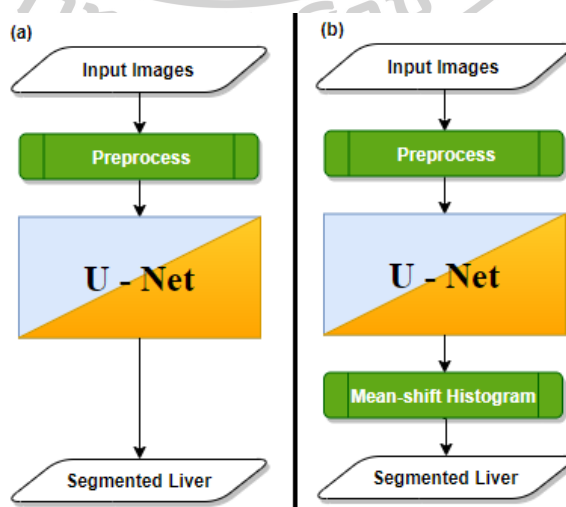 (a)
Input Images
Preprocess
U - Net
Segmented Liver
(b)
Input Images
Preprocess
U - Net
Mean-shift Histogram
Segmented Liver